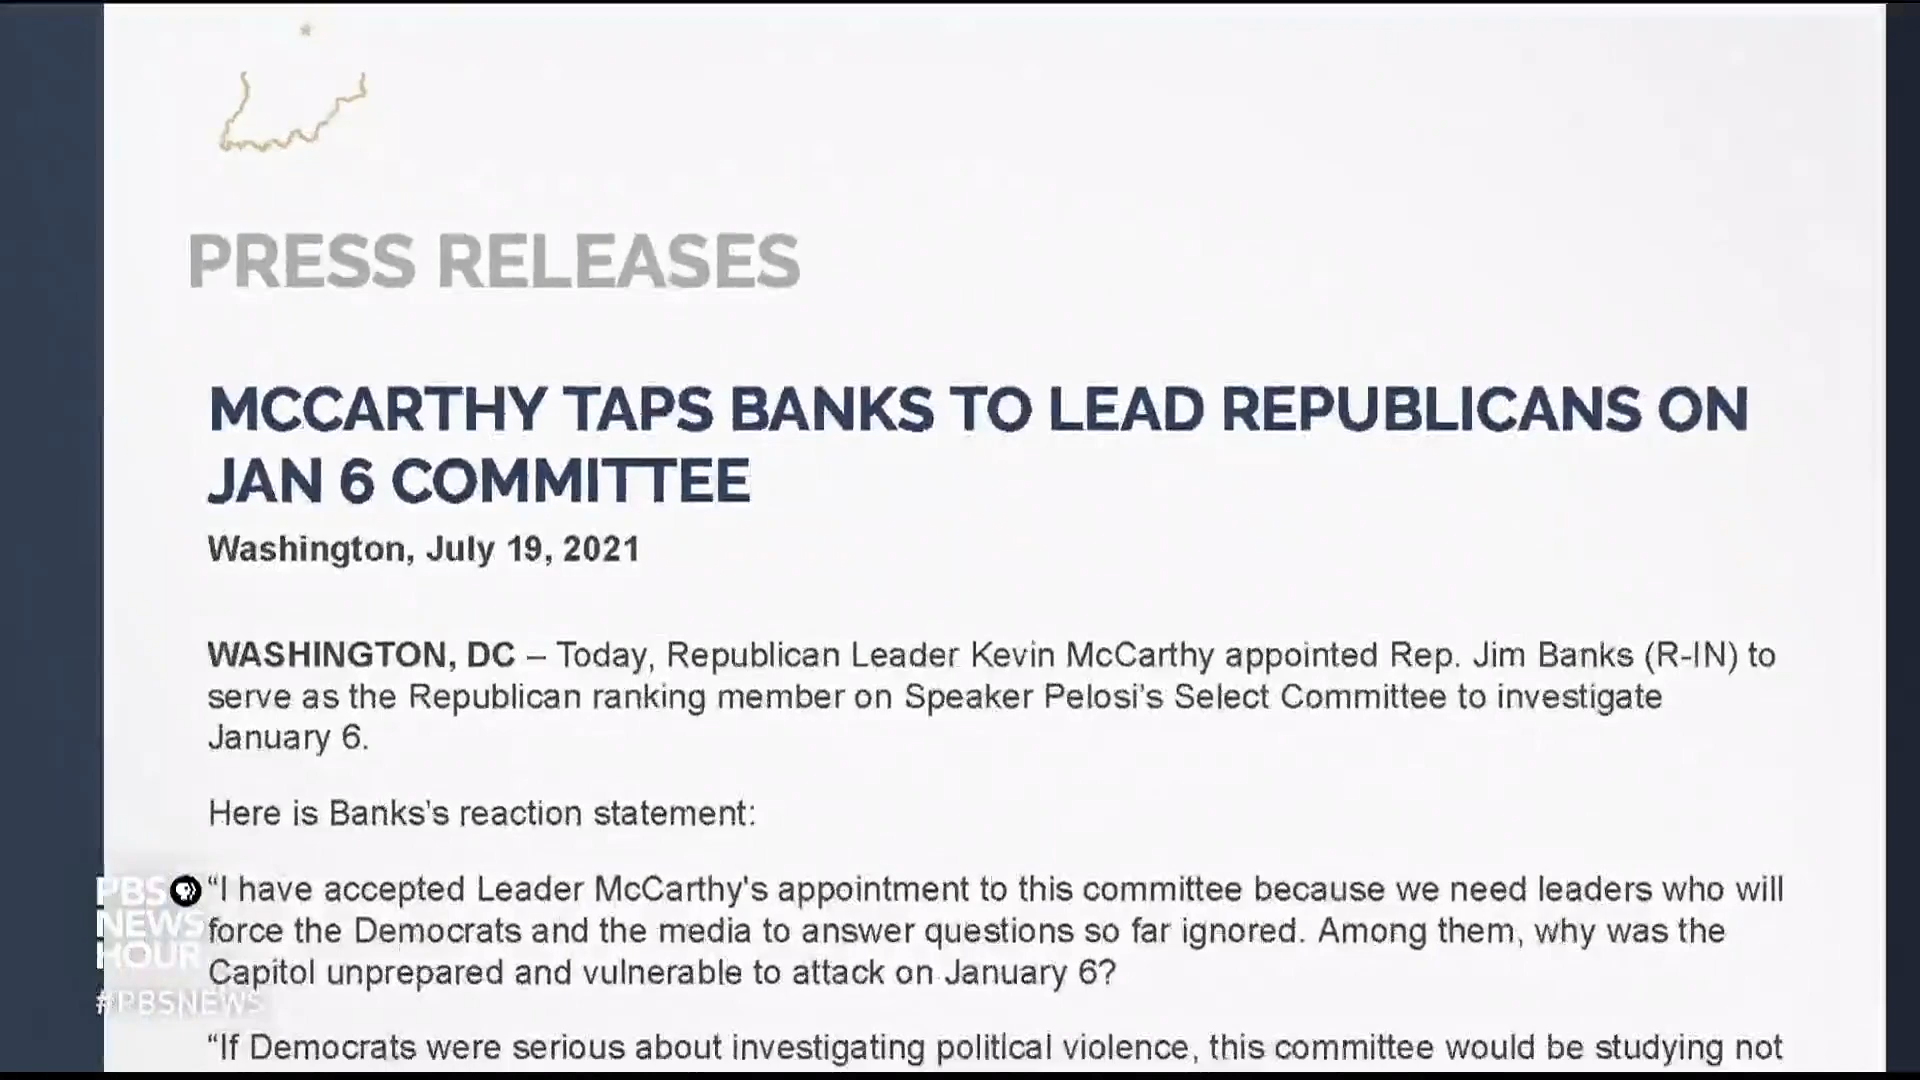 PRESS RELEASES
MCCARTHY TAPS BANKS TO LEAD REPUBLICANS ON
JAN 6 COMMITTEE
Washington, July 19, 2021
WASHINGTON, DC – Today, Republican Leader Kevin McCarthy appointed Rep. Jim Banks (R-IN) to
serve as the Republican ranking member on Speaker Pelosi's Select Committee to investigate
January 6.
Here is Banks's reaction statement:
“I have accepted Leader McCarthy's appointment to this committee because we need leaders who will
force the Democrats and the media to answer questions so far ignored. Among them, why was the
Capitol unprepared and vulnerable to attack on January 6?
“If Democrats were serious about investigating political violence, this committee would be studying not
PBS
NEWS
HOUR
#PBSNEWS